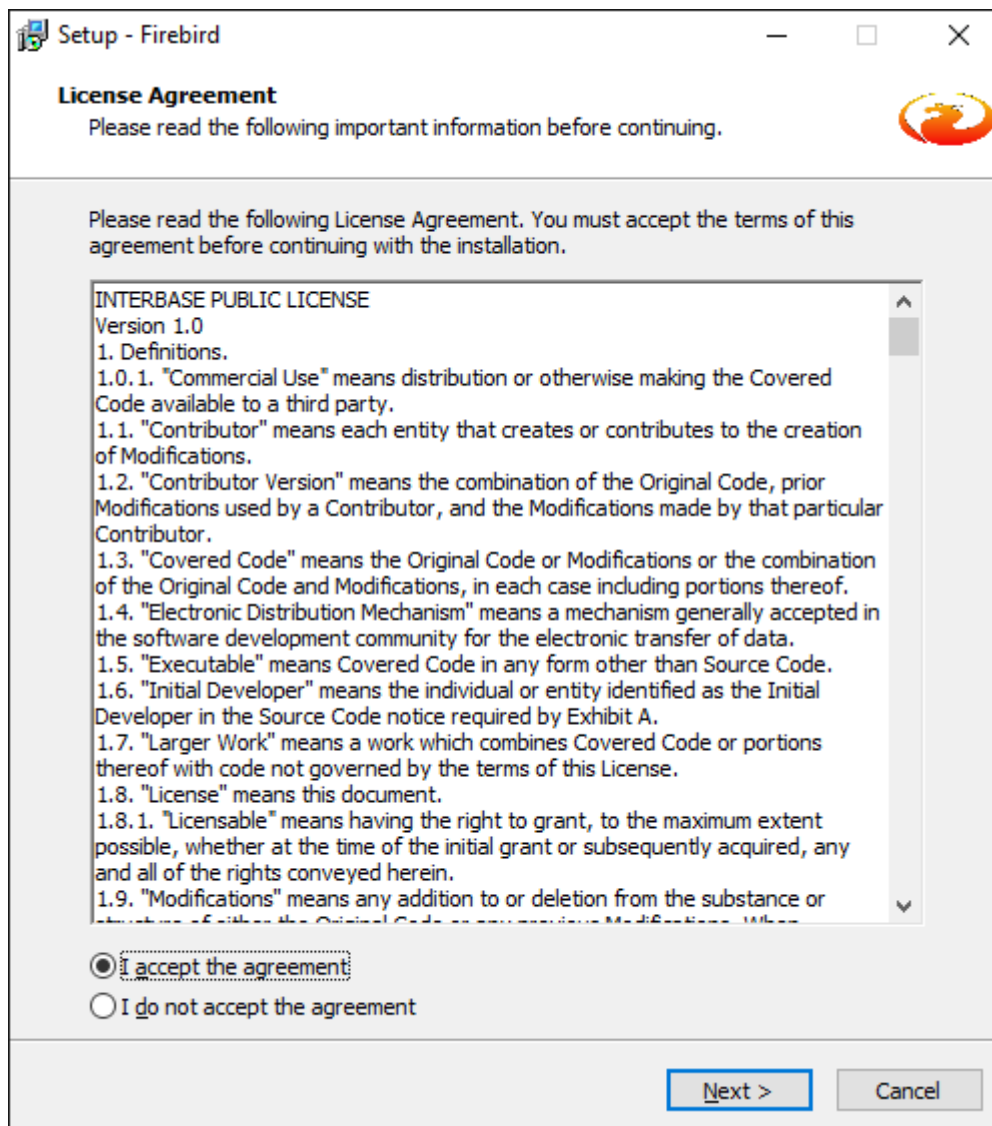 Setup - Firebird
License Agreement
Please read the following important information before continuing.
Please read the following License Agreement. You must accept the terms of this
agreement before continuing with the installation.
INTERBASE PUBLIC LICENSE
Version 1.0
1. Definitions.
1.0.1. "Commercial Use" means distribution or otherwise making the Covered
Code available to a third party.
1.1. "Contributor" means each entity that creates or contributes to the creation
of Modifications.
1.2. "Contributor Version" means the combination of the Original Code, prior
Modifications used by a Contributor, and the Modifications made by that particular
Contributor.
1.3. "Covered Code" means the Original Code or Modifications or the combination
of the Original Code and Modifications, in each case including portions thereof.
1.4. "Electronic Distribution Mechanism" means a mechanism generally accepted in
the software development community for the electronic transfer of data.
1.5. "Executable" means Covered Code in any form other than Source Code.
1.6. "Initial Developer" means the individual or entity identified as the Initial
Developer in the Source Code notice required by Exhibit A.
1.7. "Larger Work" means a work which combines Covered Code or portions
thereof with code not governed by the terms of this License.
1.8. "License" means this document.
1.8.1. "Licensable" means having the right to grant, to the maximum extent
possible, whether at the time of the initial grant or subsequently acquired, any
and all of the rights conveyed herein.
1.9. "Modifications" means any addition to or deletion from the substance or
structure of either the Original Code or any previous Modifications. When
I accept the agreement
I do not accept the agreement
Next >
Cancel